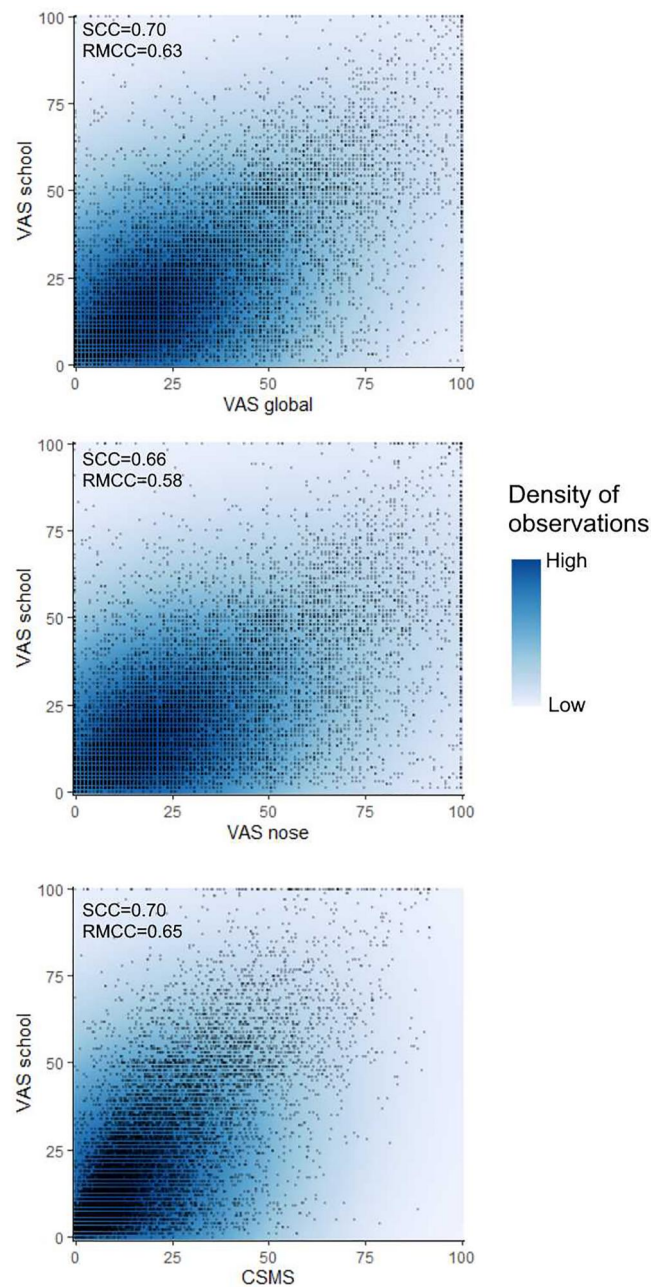 SCC=0.70
RMCC=0.63
VAS school
100
75
50
25
0
0 25 50 75 100
VAS global
SCC=0.66
RMCC=0.58
VAS school
100
75
50
25
0
0 25 50 75 100
VAS nose
Density of
observations
High
Low
SCC=0.70
RMCC=0.65
VAS school
100
75
50
25
0
0 25 50 75 100
CSMS